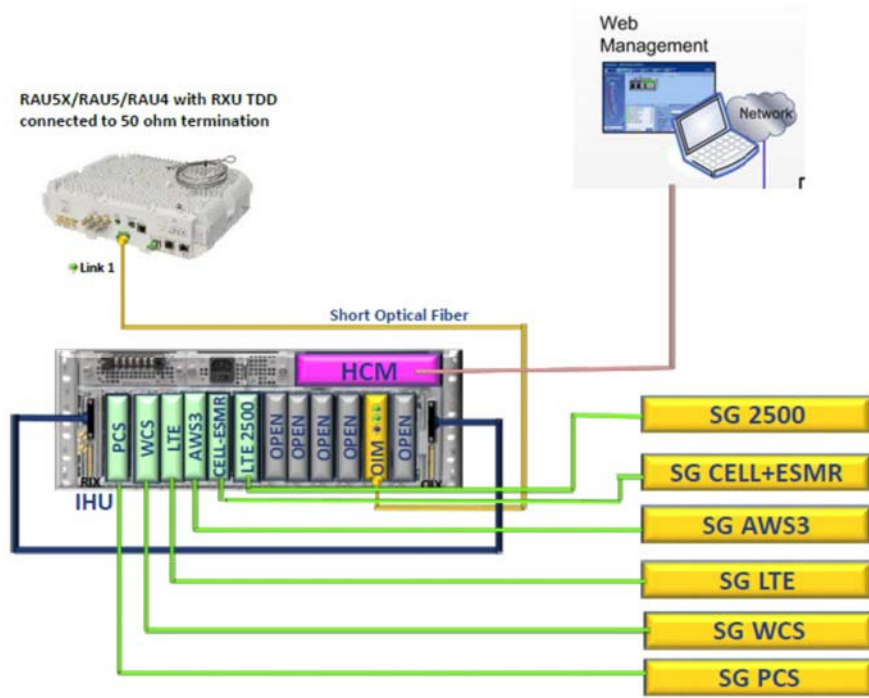 Web
Management
Network
RAU5X/RAU5/RAU4 with RXU TDD
connected to 50 ohm termination
Link 1
Short Optical Fiber
HCM
PCS
WCS
LTE
AWS3
CELL-ESMR
LTE 2500
OPEN
OPEN
OPEN
OPEN
OIM
OPEN
RIX
IHU
SG 2500
SG CELL+ESMR
SG AWS3
SG LTE
SG WCS
SG PCS